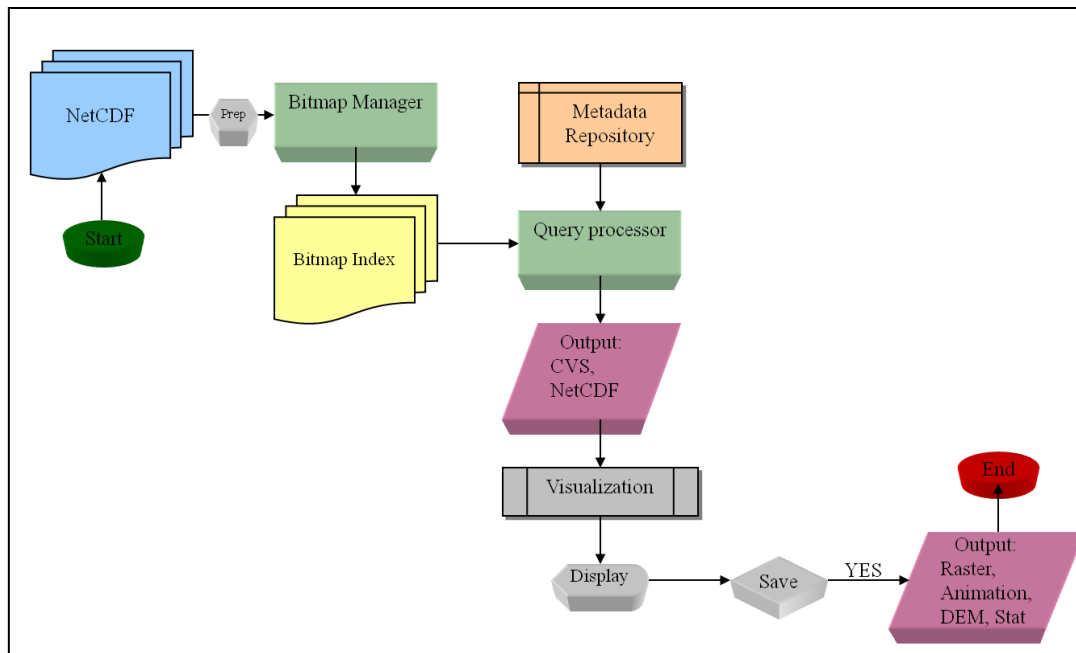 NetCDF
Prep
Bitmap Manager
Metadata
Repository
Start
Bitmap Index
Query processor
Output:
CVS,
NetCDF
Visualization
End
Display
Save
YES
Output:
Raster,
Animation,
DEM, Stat